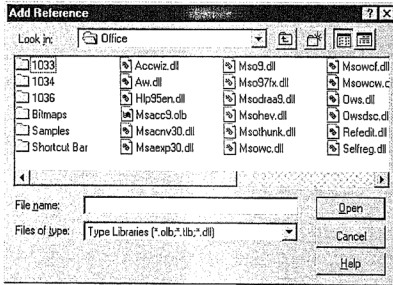 Add Reference
Look in: Office
1033 Accwiz.dll Mso9.dll Msowcf.dll
1034 Aw.dll Mso97fx.dll Msowcw.d
1036 Hlp95en.dll Msodraa9.dll Ows.dll
Bitmaps Msacc9.olb Msohev.dll Owsdsc.dl
Samples Msacnv30.dll Msothunk.dll Refedit.dll
Shortcut Bar Msaexp30.dll Msowc.dll Selfreg.dll
File name: Open
Files of type: Type Libraries (*.olb;*.tlb;*.dll) Cancel
Help